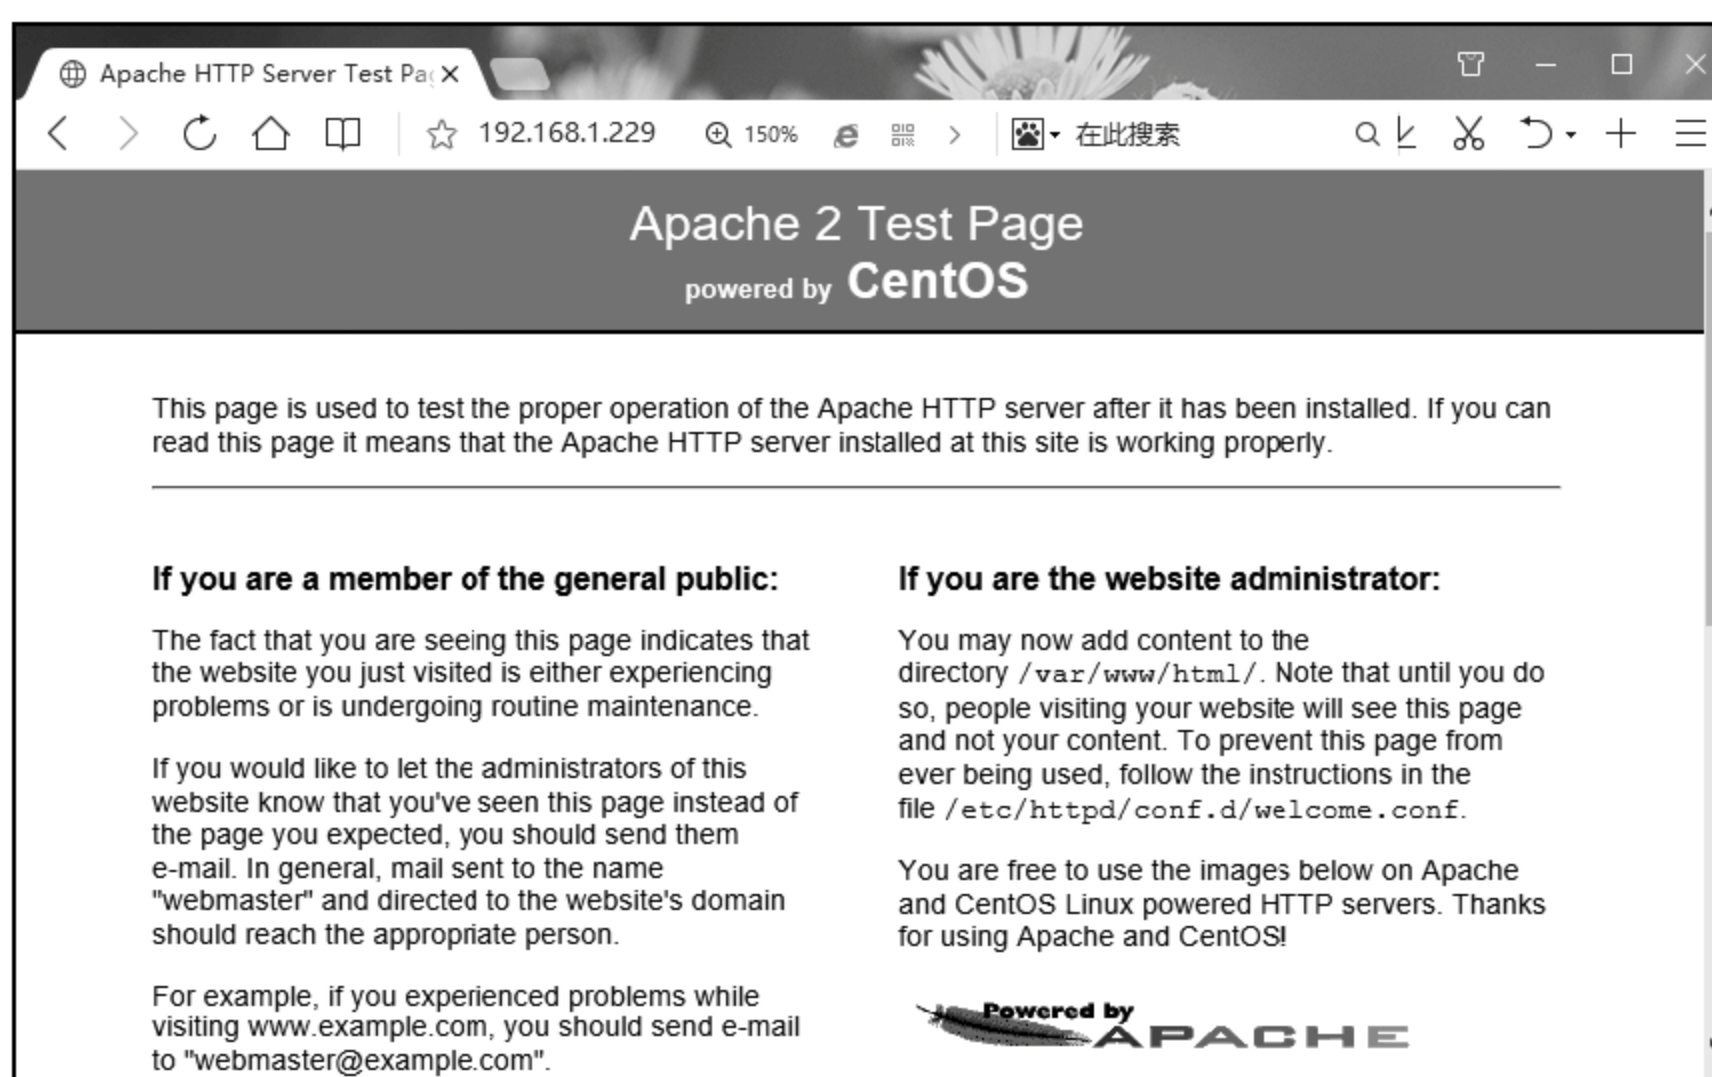 Apache HTTP Server Test Pa
192.168.1.229 150% 在此搜索
Apache 2 Test Page
powered by CentOS
This page is used to test the proper operation of the Apache HTTP server after it has been installed. If you can
read this page it means that the Apache HTTP server installed at this site is working properly.
If you are a member of the general public:
The fact that you are seeing this page indicates that
the website you just visited is either experiencing
problems or is undergoing routine maintenance.
If you would like to let the administrators of this
website know that you've seen this page instead of
the page you expected, you should send them
e-mail. In general, mail sent to the name
"webmaster" and directed to the website's domain
should reach the appropriate person.
For example, if you experienced problems while
visiting www.example.com, you should send e-mail
to "webmaster@example.com".
If you are the website administrator:
You may now add content to the
directory /var/www/html/. Note that until you do
so, people visiting your website will see this page
and not your content. To prevent this page from
ever being used, follow the instructions in the
file /etc/httpd/conf.d/welcome.conf.
You are free to use the images below on Apache
and CentOS Linux powered HTTP servers. Thanks
for using Apache and CentOS!
Powered by
APACHE